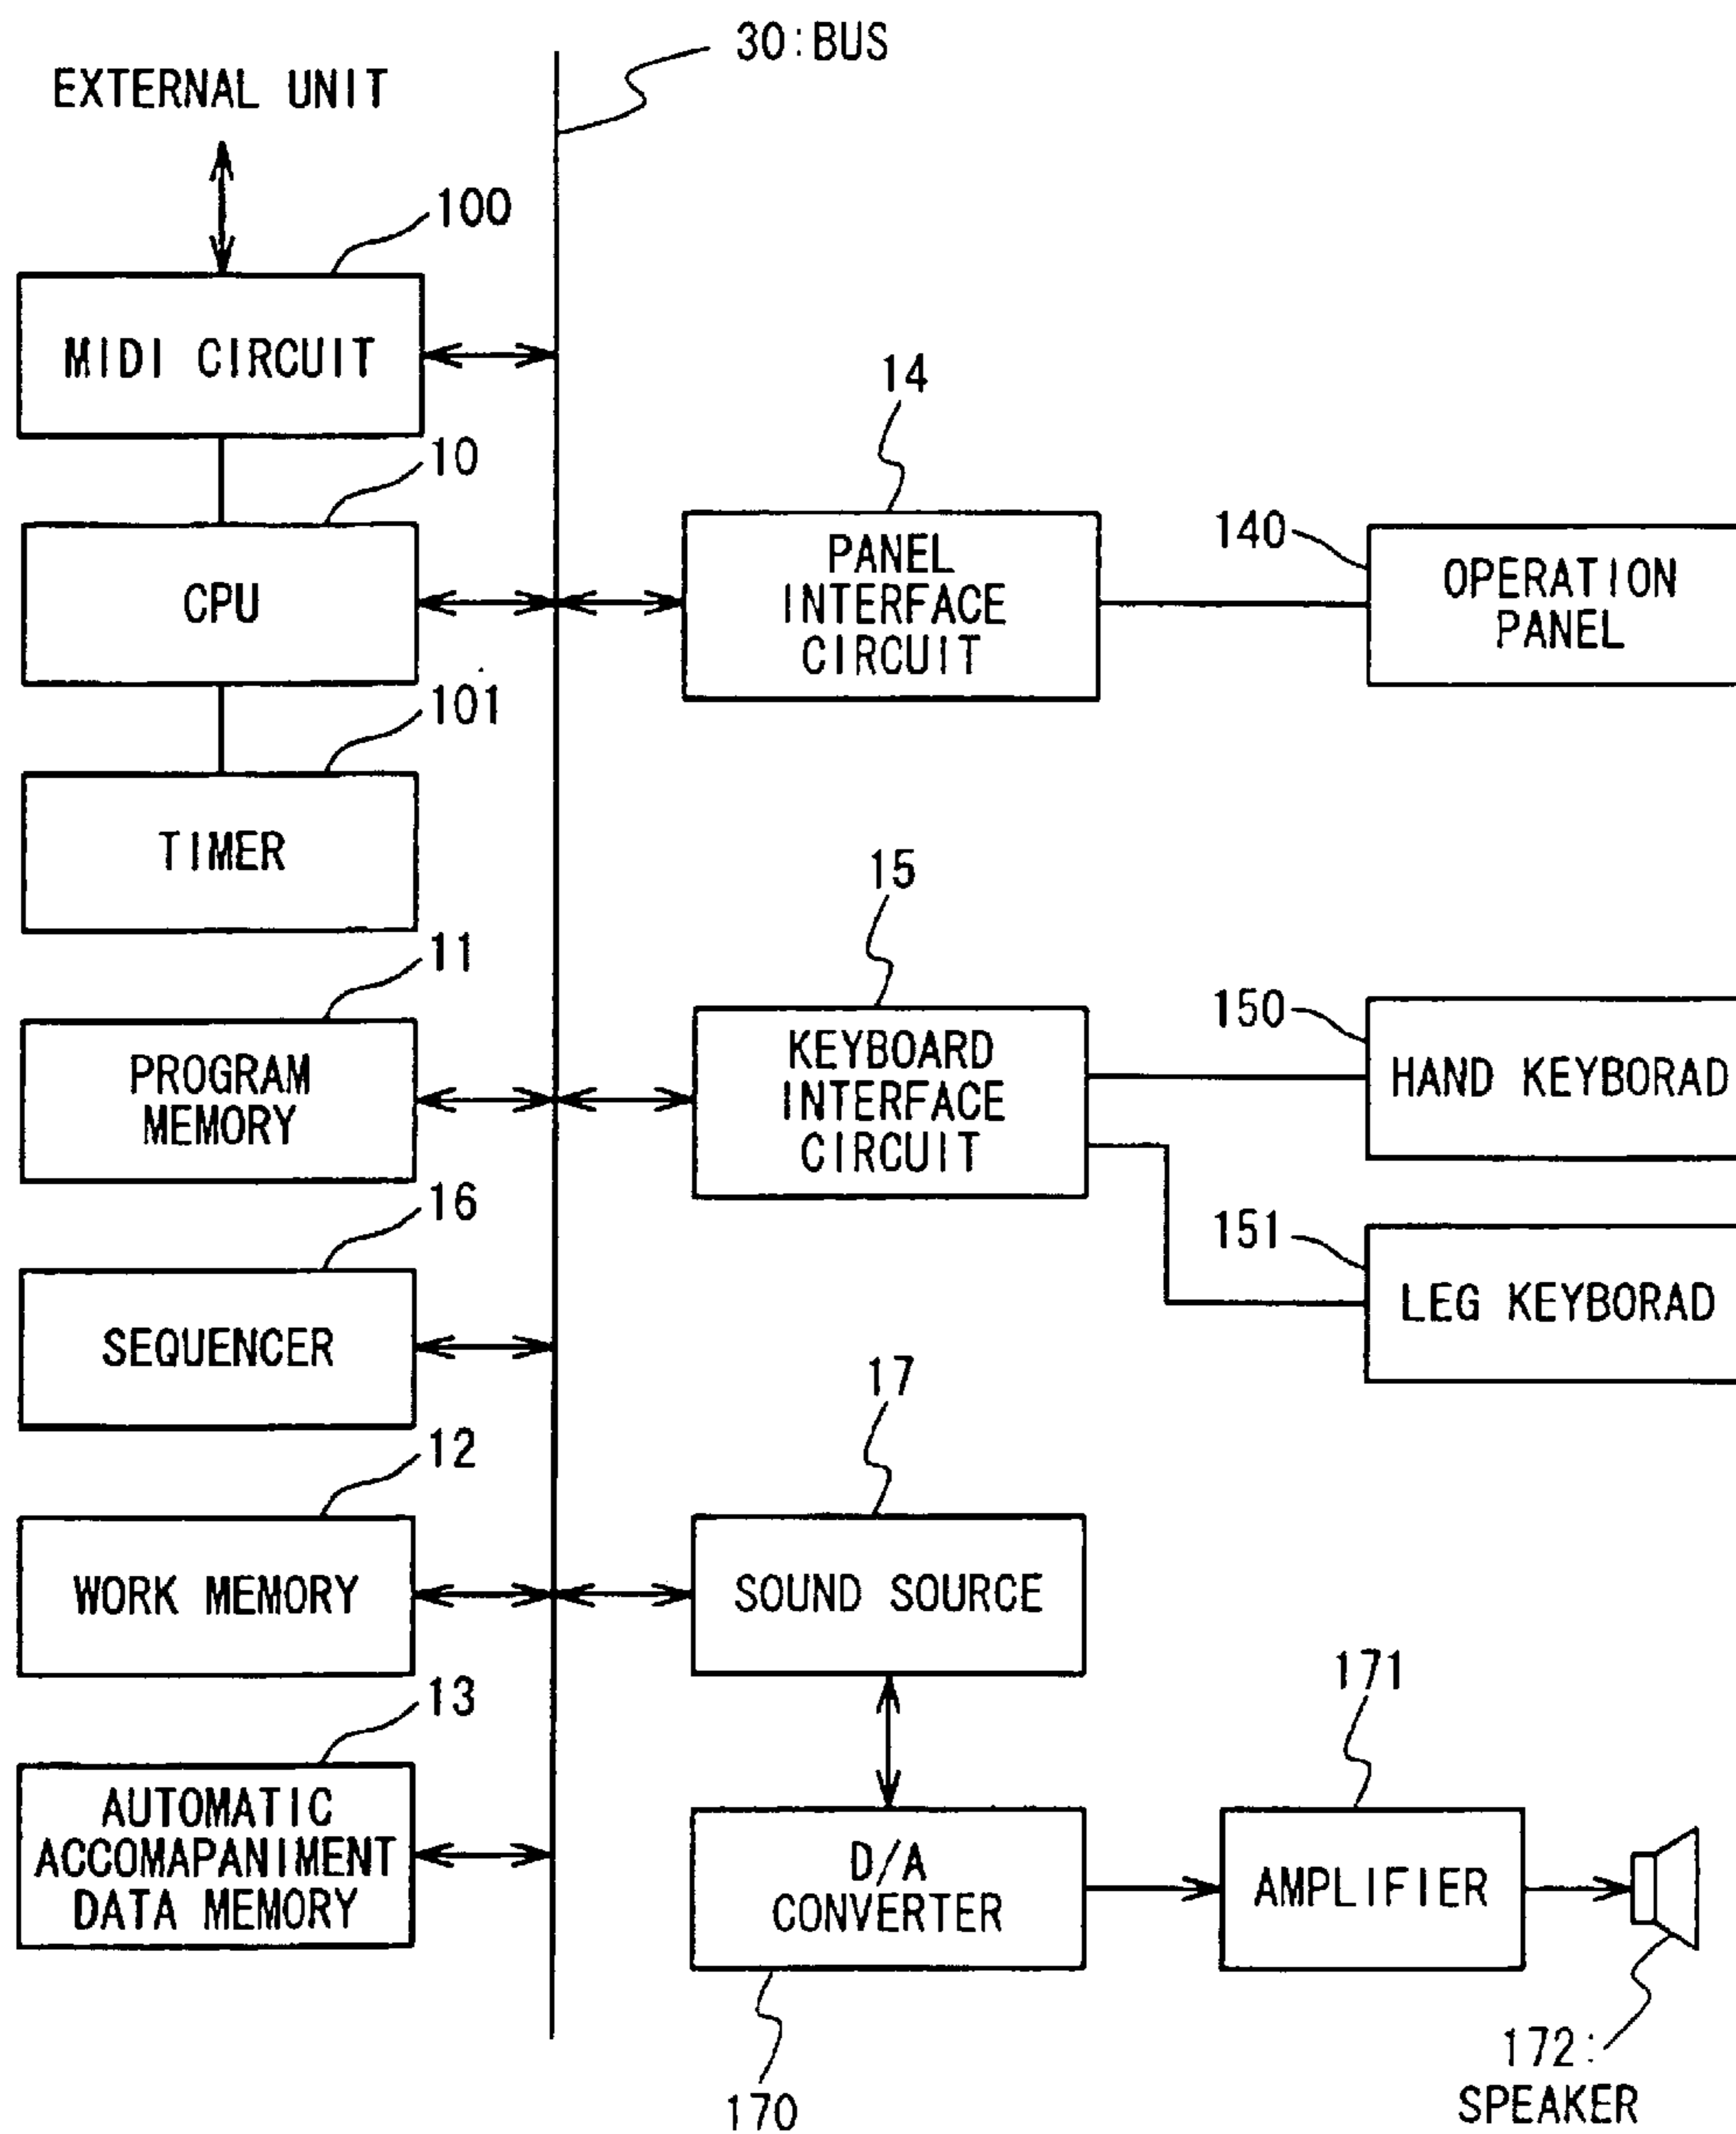 30:BUS
EXTERNAL UNIT
100
MIDI CIRCUIT
10
CPU
101
TIMER
11
PROGRAM
MEMORY
16
SEQUENCER
12
WORK MEMORY
13
AUTOMATIC
ACCOMAPANIMENT
DATA MEMORY
14
PANEL
INTERFACE
CIRCUIT
140
OPERATION
PANEL
15
KEYBOARD
INTERFACE
CIRCUIT
150
HAND KEYBORAD
151
LEG KEYBORAD
17
SOUND SOURCE
D/A
CONVERTER
170
171
AMPLIFIER
172:
SPEAKER